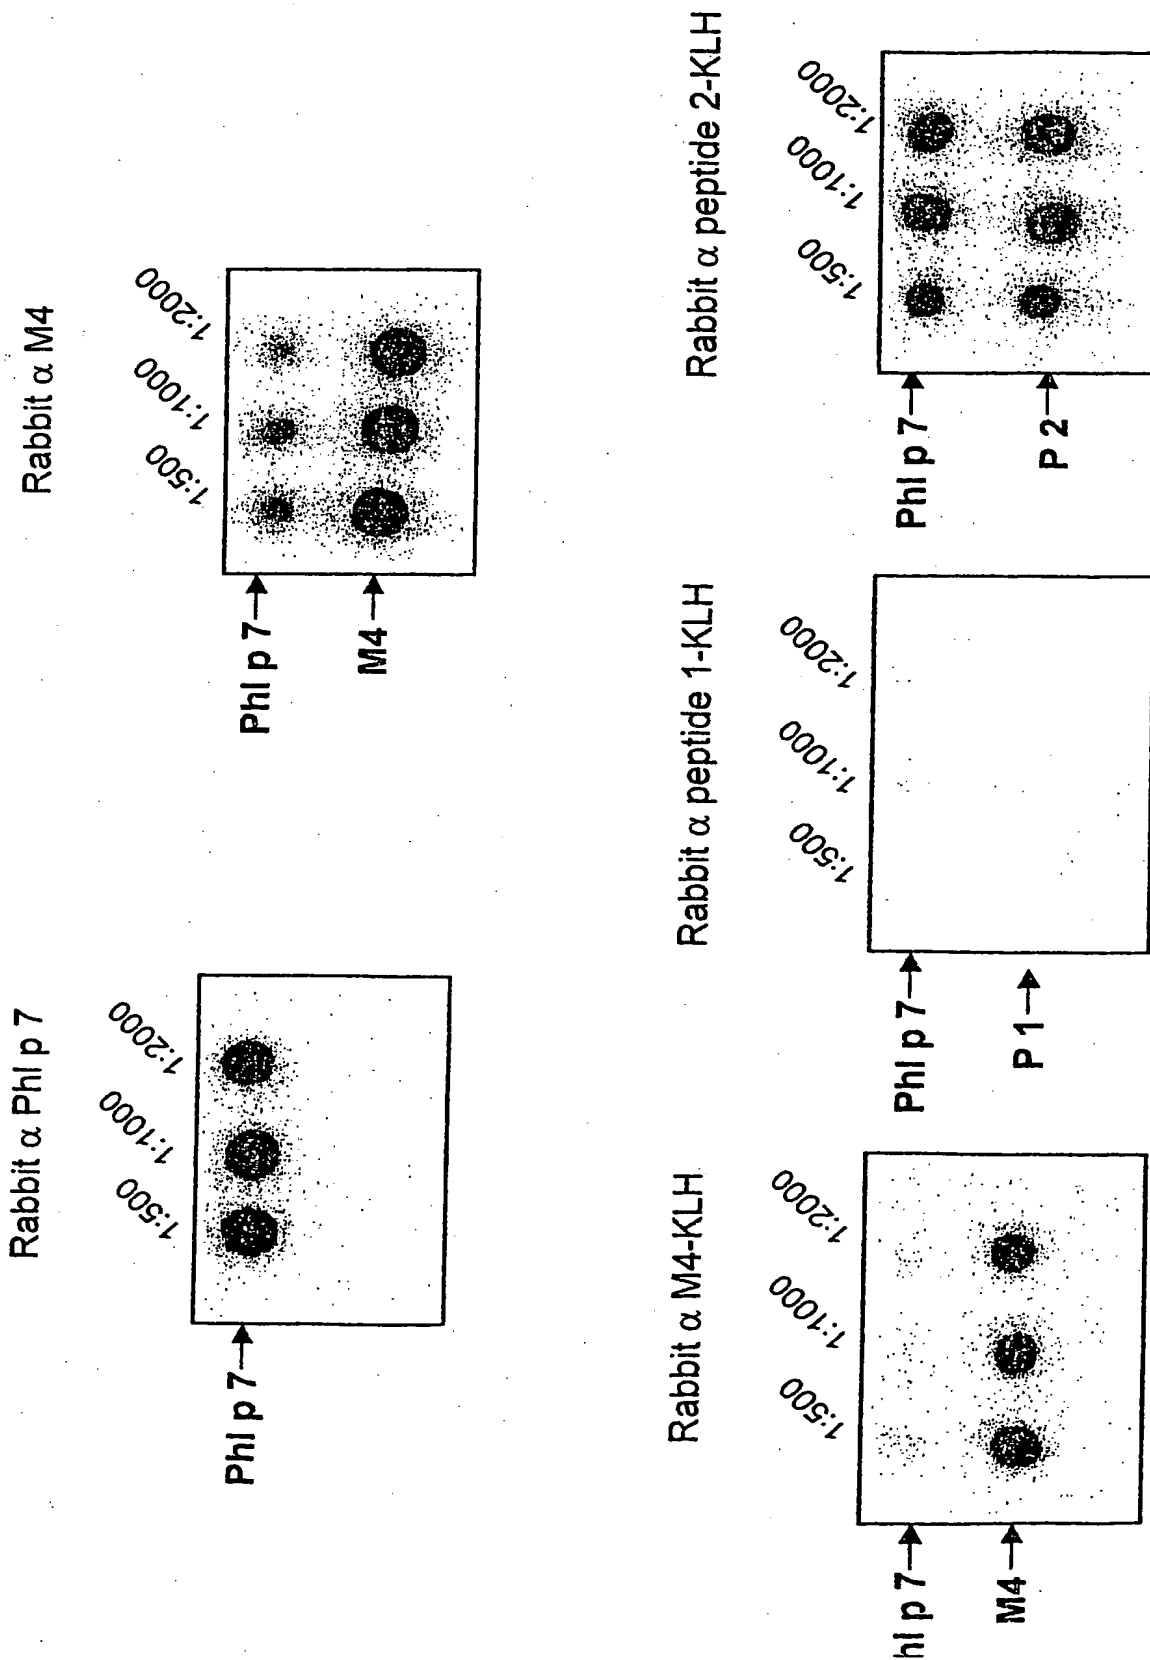 Rabbit α Phl p 7
1:500
1:1000
1:2000
Phl p 7
Rabbit α M4
1:500
1:1000
1:2000
Phl p 7
M4
Rabbit α M4-KLH
1:500
1:1000
1:2000
hl p 7
M4
Rabbit α peptide 1-KLH
1:500
1:1000
1:2000
Phl p 7
P 1
Rabbit α peptide 2-KLH
1:500
1:1000
1:2000
Phl p 7
P 2